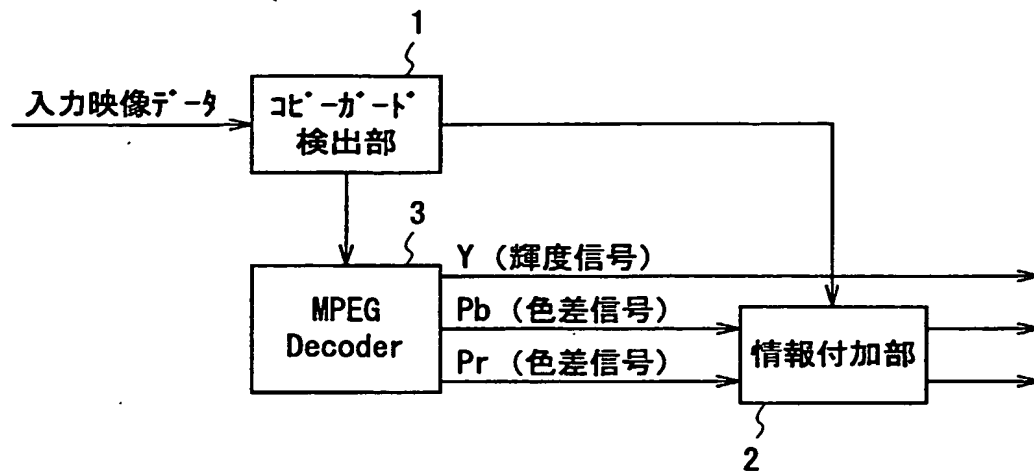 1
入力映像ﾃﾞｰﾀ
ｺﾋﾟｰｶﾞｰﾄﾞ
検出部
3
MPEG
Decoder
Y (輝度信号)
Pb (色差信号)
Pr (色差信号)
情報付加部
2